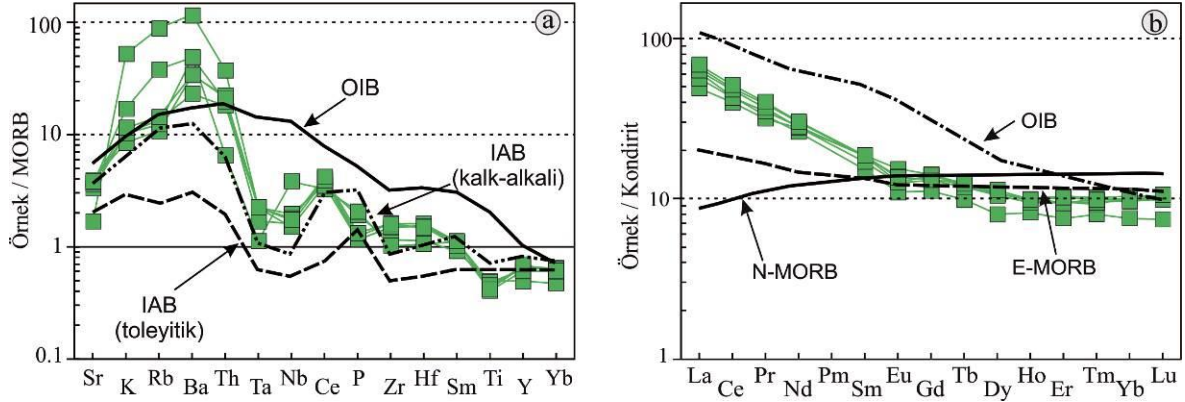 a
Örnek / MORB
100
10
1
0.1
OIB
IAB
(kalk-alkali)
IAB
(toleyitik)
Sr K Rb Ba Th Ta Nb Ce P Zr Hf Sm Ti Y Yb
b
Örnek / Kondirit
100
10
1
OIB
N-MORB
E-MORB
La Ce Pr Nd Pm Sm Eu Gd Tb Dy Ho Er Tm Yb Lu